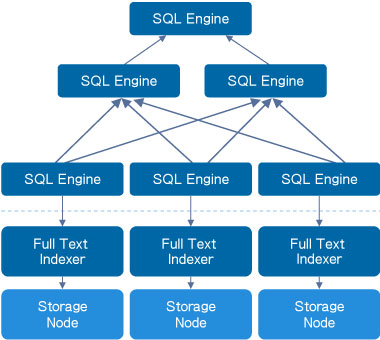 SQL Engine
SQL Engine
SQL Engine
SQL Engine
SQL Engine
SQL Engine
Full Text
Indexer
Full Text
Indexer
Full Text
Indexer
Storage
Node
Storage
Node
Storage
Node